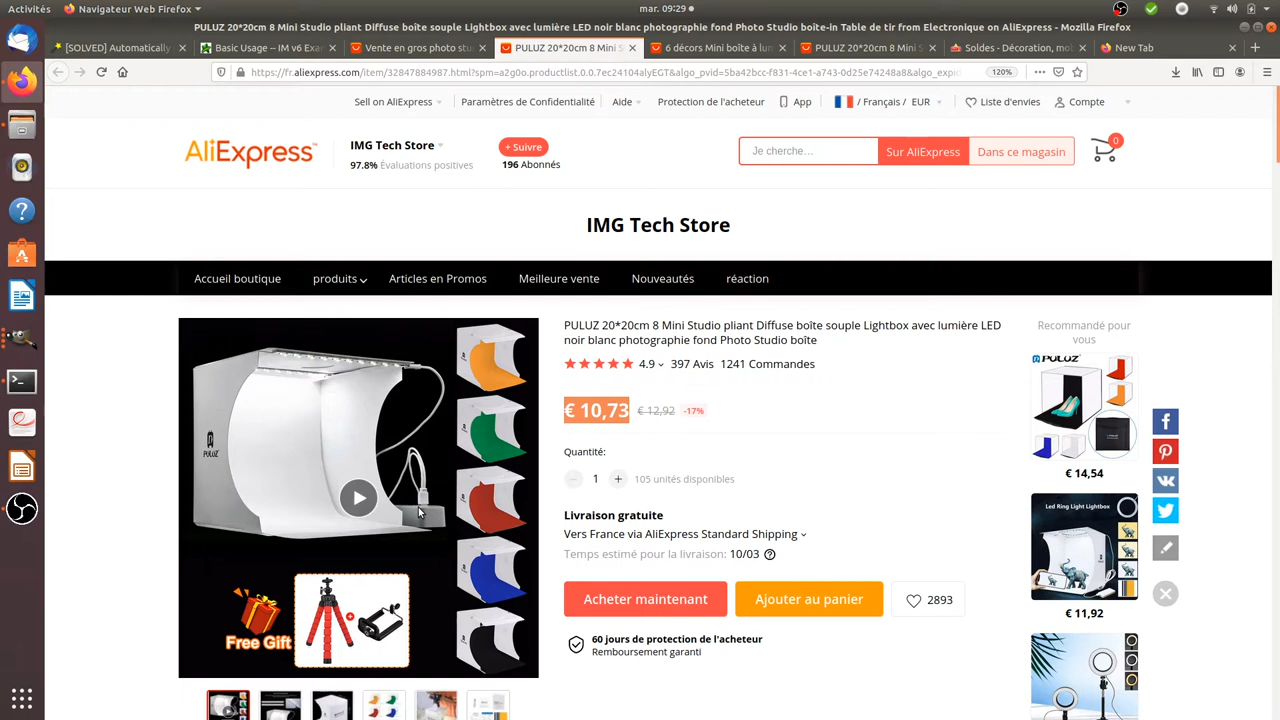 Activités
Navigateur Web Firefox
mar. 09:29
PULUZ 20*20cm 8 Mini Studio pliant Diffuse boîte souple Lightbox avec lumière LED noir blanc photographie fond Photo Studio boîte-in Table de Tir from Electronique on AliExpress - Mozilla Firefox
[SOLVED] Automatically
Basic Usage -- IM v6 Exa
Vente en gros photo stu
PULUZ 20*20cm 8 Mini S
6 décors Mini boîte à lum
PULUZ 20*20cm 8 Mini S
Soldes - Décoration, mob
New Tab
https://fr.aliexpress.com/item/32847884987.html?spm=a2g0o.productlist.0.0.7ec24104alyEGT&algo_pvid=5ba42bcc-f831-4ce1-a743-0d25e74248a8&algo_expid
120%
Sell on AliExpress
Paramètres de Confidentialité
Aide
Protection de l'acheteur
App
/ Français / EUR
Liste d'envies
Compte
AliExpress
IMG Tech Store
+ Suivre
97.8% Évaluations positives
196 Abonnés
Je cherche...
Sur AliExpress
Dans ce magasin
0
IMG Tech Store
Accueil boutique
produits
Articles en Promos
Meilleure vente
Nouveautés
réaction
PULUZ
Free Gift
PULUZ 20*20cm 8 Mini Studio pliant Diffuse boîte souple Lightbox avec lumière LED
noir blanc photographie fond Photo Studio boîte
4.9
397 Avis
1241 Commandes
€ 10,73
€ 12,92
-17%
Quantité:
1
105 unités disponibles
Livraison gratuite
Vers France via AliExpress Standard Shipping
Temps estimé pour la livraison: 10/03
Acheter maintenant
Ajouter au panier
2893
60 jours de protection de l'acheteur
Remboursement garanti
Recommandé pour
vous
PULUZ
€ 14,54
Led Ring Light Lightbox
€ 11,92